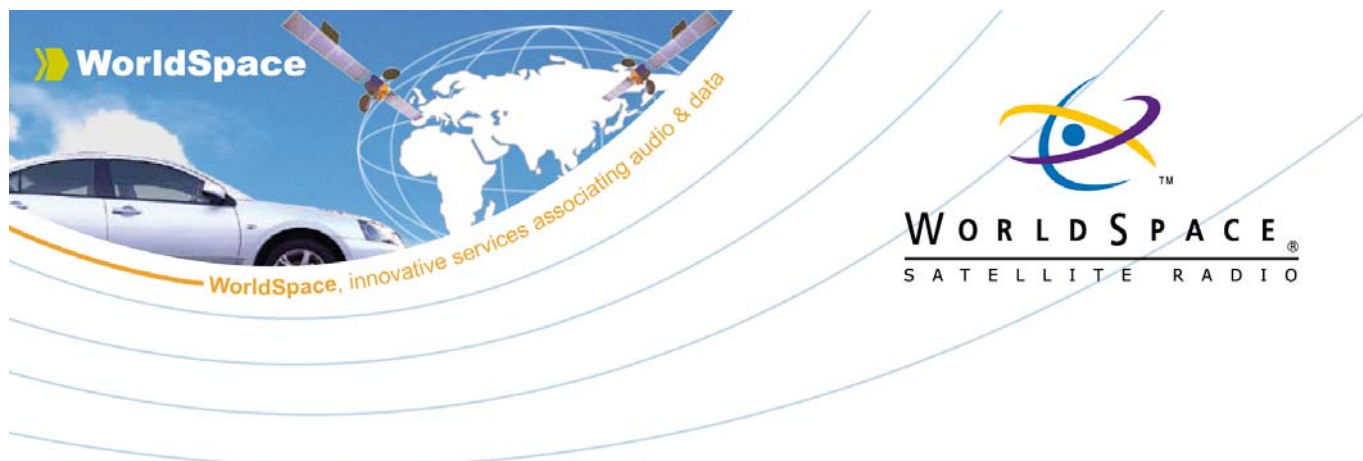 WorldSpace
WorldSpace, innovative services associating audio & data
TM
WORLDSPACE®
SATELLITE RADIO